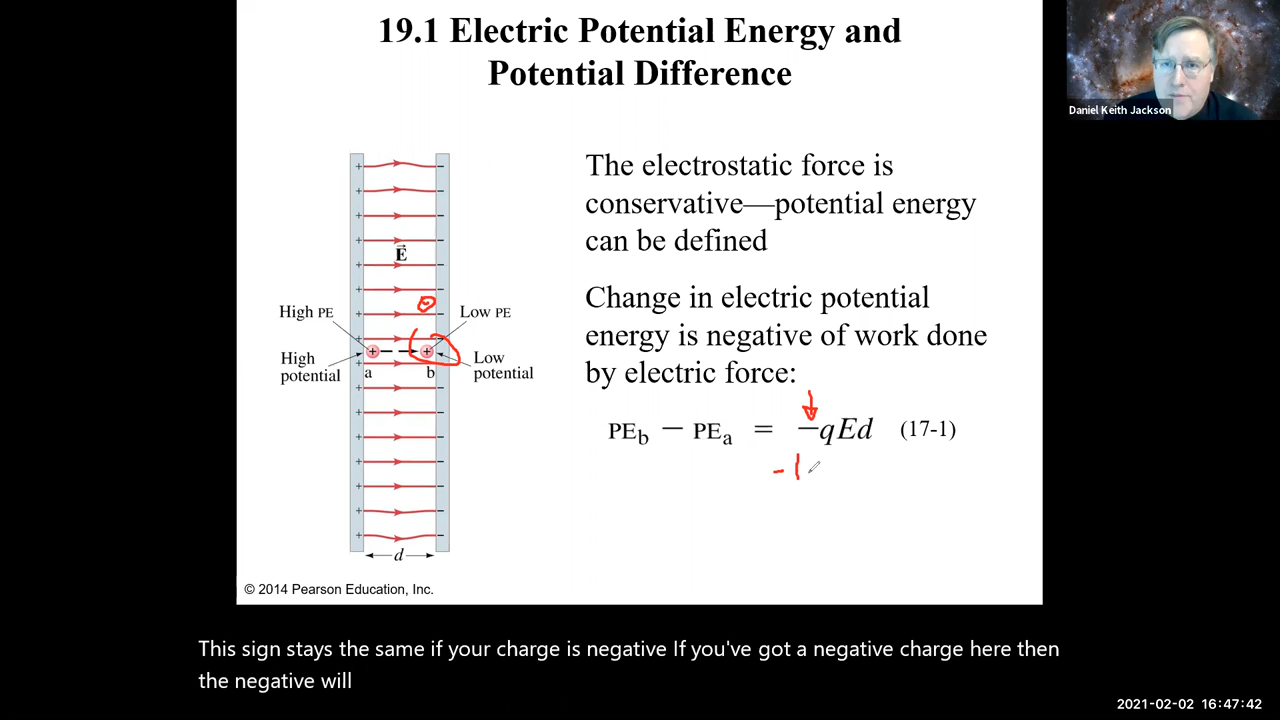 19.1 Electric Potential Energy and
Potential Difference
Daniel Keith Jackson
The electrostatic force is
conservative—potential energy
can be defined
E
High PE
Low PE
High
potential
Low
potential
a
b
d
Change in electric potential
energy is negative of work done
by electric force:
PEb — PEa = —qEd (17-1)
-1
© 2014 Pearson Education, Inc.
This sign stays the same if your charge is negative If you've got a negative charge here then
the negative will
2021-02-02 16:47:42